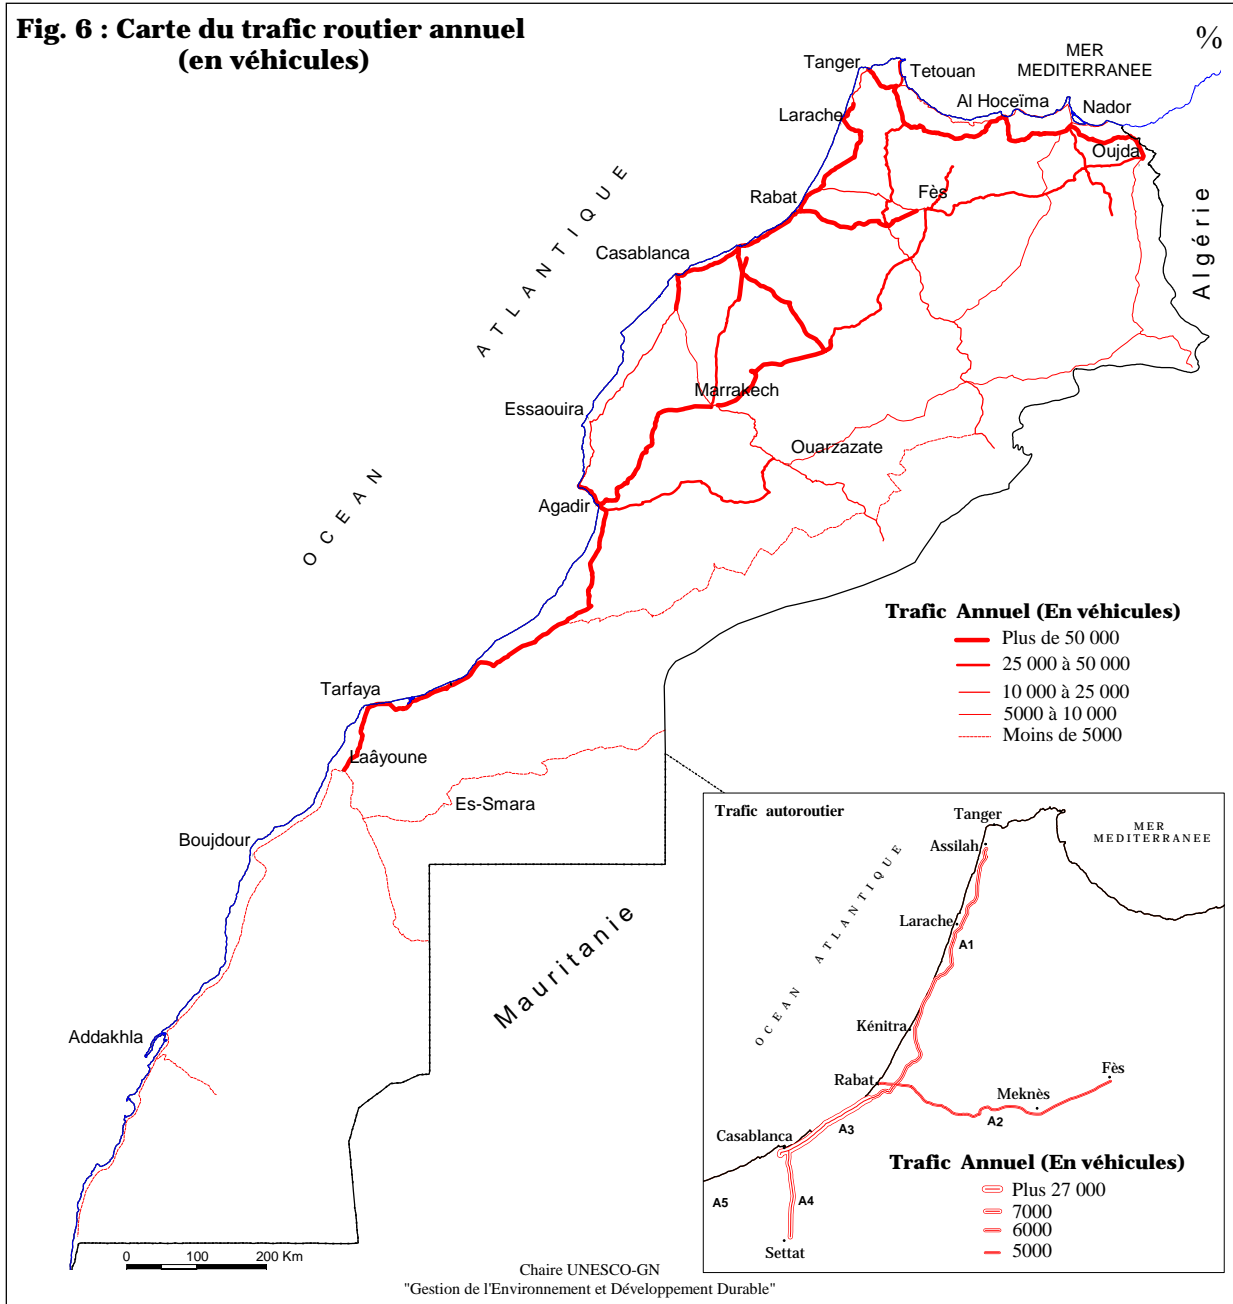 Fig. 6 : Carte du trafic routier annuel
(en véhicules)
%
MER
MEDITERRANEE
Tanger
Tetouan
Al Hoceïma
Nador
Larache
Oujda
Rabat
Fès
Algérie
Casablanca
OCEAN ATLANTIQUE
Marrakech
Essaouira
Ouarzazate
Agadir
Trafic Annuel (En véhicules)
Plus de 50 000
25 000 à 50 000
10 000 à 25 000
5000 à 10 000
Moins de 5000
Tarfaya
Laâyoune
Es-Smara
Boujdour
Mauritanie
Addakhla
0 100 200 Km
Trafic autoroutier
Tanger
MER
MEDITERRANEE
Assilah
OCEAN ATLANTIQUE
Larache
A1
Kénitra
Rabat
Fès
Meknès
A2
A3
Casablanca
A5
A4
Settat
Trafic Annuel (En véhicules)
Plus 27 000
7000
6000
5000
Chaire UNESCO-GN
"Gestion de l'Environnement et Développement Durable"